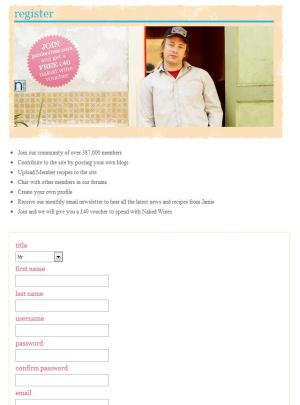 register
JOIN
jamieoliver.com
and get a
FREE £40
naked wine
voucher
n
Join our community of over 387,000 members
Contribute to the site by posting your own blogs
Upload Member recipes to the site
Chat with other members in our forums
Create your own profile
Receive our monthly email newsletter to hear all the latest news and recipes from Jamie
Join and we will give you a £40 voucher to spend with Naked Wines
title
Mr
first name
last name
username
password
confirm password
email